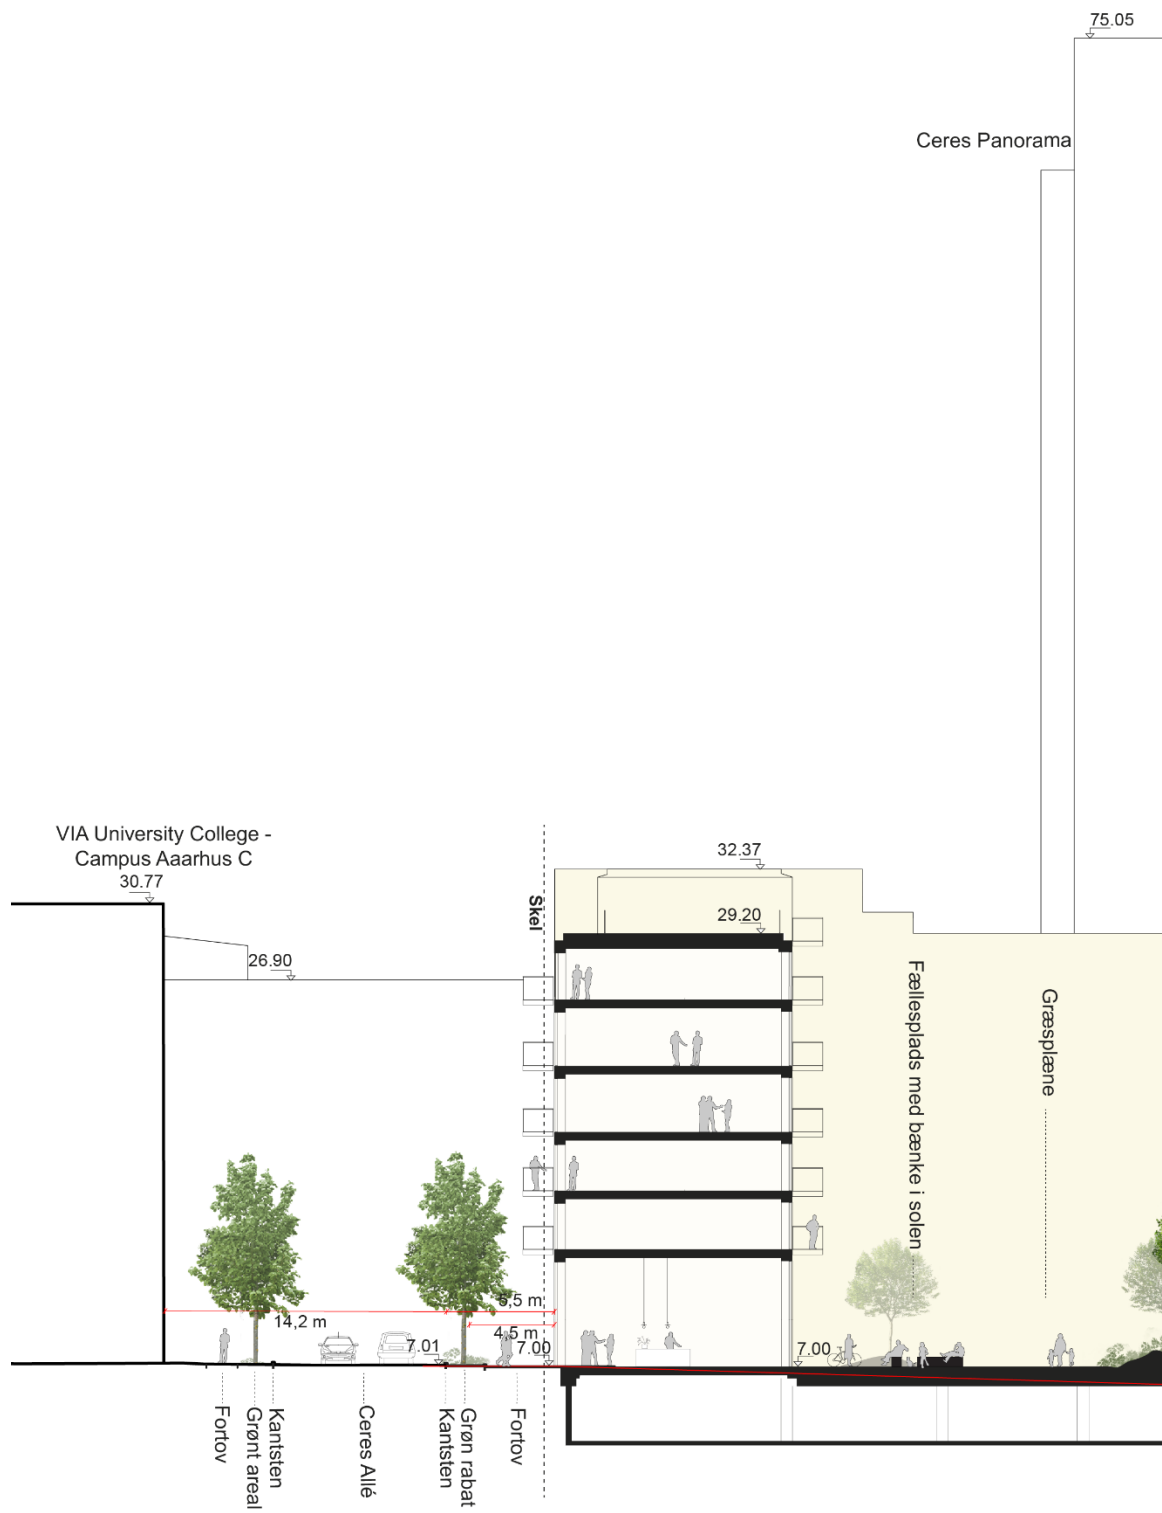 75.05
Ceres Panorama
VIA University College -
Campus Aaarhus C
30.77
32.37
29.20
26.90
Skel
Fællesplads med bænke i solen
Græsplæne
5,5 m
14,2 m
4,5 m
7.01
7.00
7.00
Fortov
Grønt areal
Kantsten
Ceres Allé
Kantsten
Grøn rabat
Fortov